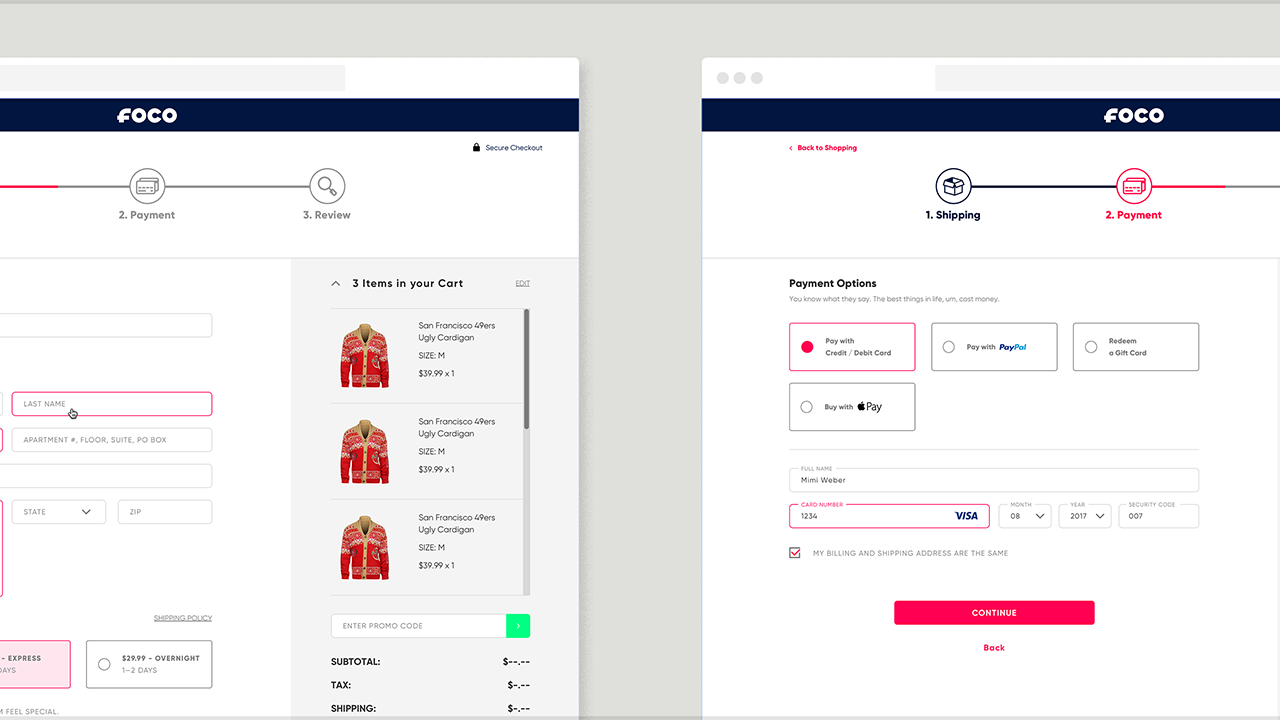 FOCO
Secure Checkout
2. Payment
3. Review
3 Items in your Cart
EDIT
San Francisco 49ers
Ugly Cardigan
SIZE: M
$39.99 x 1
San Francisco 49ers
Ugly Cardigan
SIZE: M
$39.99 x 1
San Francisco 49ers
Ugly Cardigan
SIZE: M
$39.99 x 1
LAST NAME
APARTMENT #, FLOOR, SUITE, PO BOX
STATE
ZIP
SHIPPING POLICY
- EXPRESS
DAYS
$29.99 - OVERNIGHT
1–2 DAYS
FEEL SPECIAL.
ENTER PROMO CODE
SUBTOTAL: $--.--
TAX: $-.--
SHIPPING: $-.--
FOCO
Back to Shopping
1. Shipping
2. Payment
Payment Options
You know what they say. The best things in life, um, cost money.
Pay with
Credit / Debit Card
Pay with PayPal
Redeem
a Gift Card
Buy with Pay
FULL NAME
Mimi Weber
CARD NUMBER
1234
VISA
MONTH
08
YEAR
2017
SECURITY CODE
007
MY BILLING AND SHIPPING ADDRESS ARE THE SAME
CONTINUE
Back